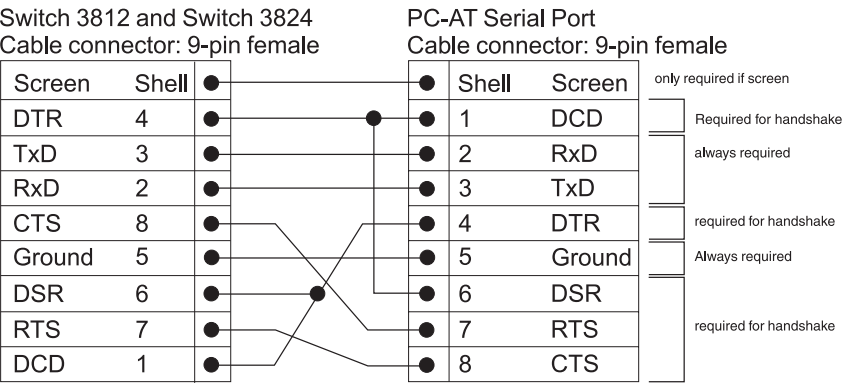 Switch 3812 and Switch 3824
Cable connector: 9-pin female
PC-AT Serial Port
Cable connector: 9-pin female
Screen Shell Shell Screen only required if screen
DTR 4 1 DCD Required for handshake
TxD 3 2 RxD always required
RxD 2 3 TxD
CTS 8 4 DTR required for handshake
Ground 5 5 Ground Always required
DSR 6 6 DSR
RTS 7 7 RTS required for handshake
DCD 1 8 CTS